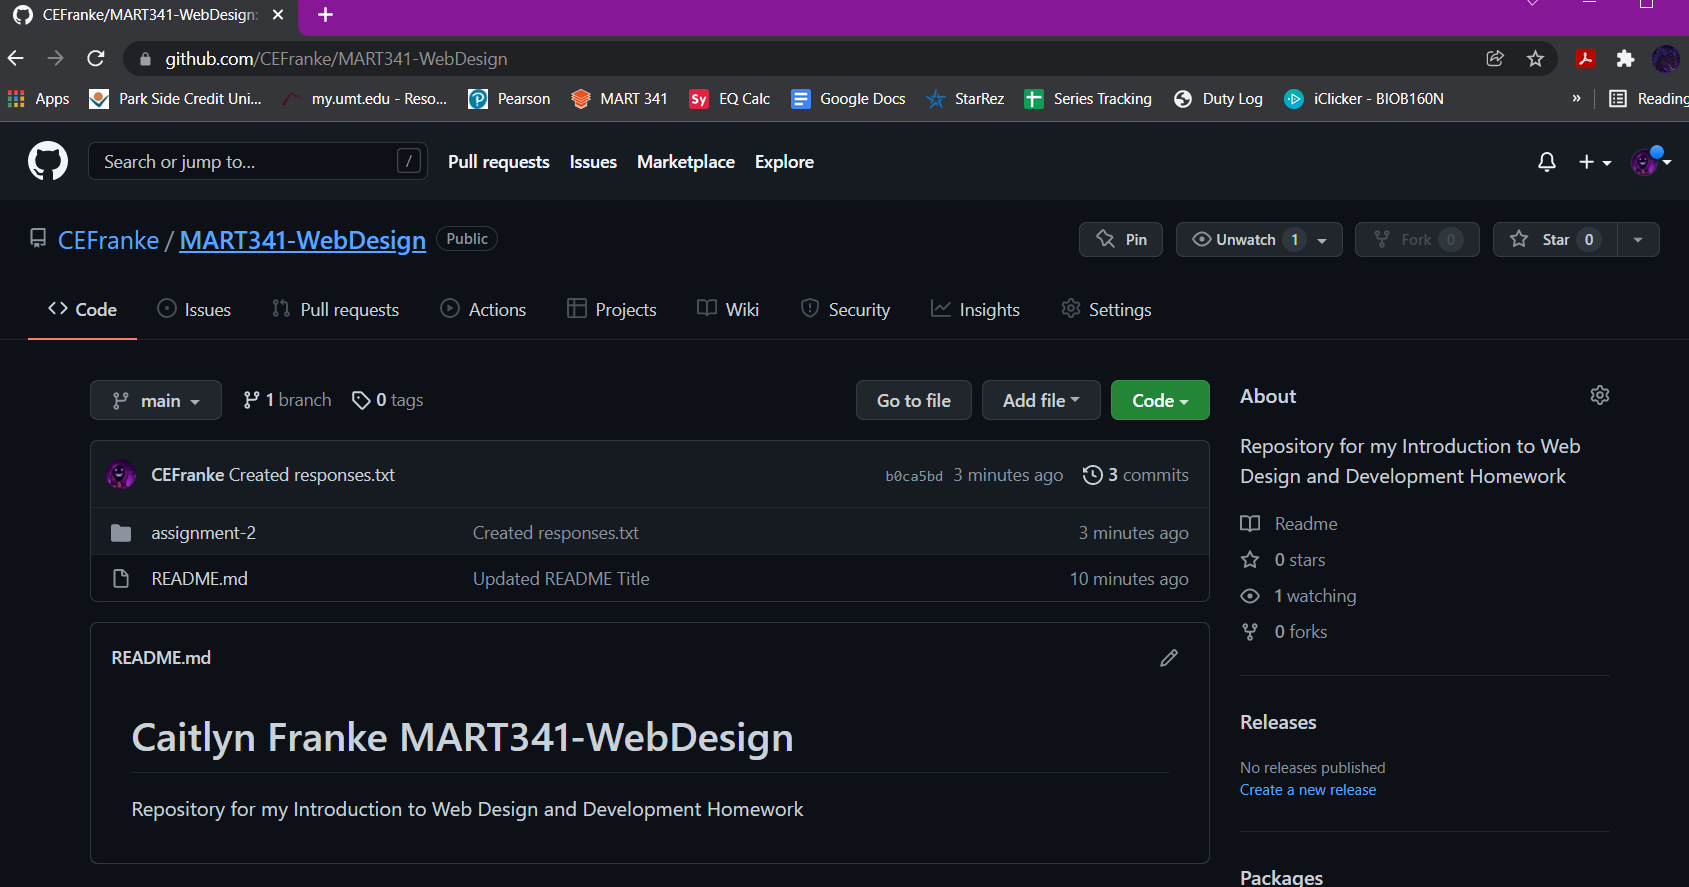 CEFranke/MART341-WebDesign:
github.com/CEFranke/MART341-WebDesign
Apps Park Side Credit Uni... my.umt.edu - Reso... Pearson MART 341 Sy EQ Calc Google Docs StarRez Series Tracking Duty Log iClicker - BIOB160N » Reading
Search or jump to... / Pull requests Issues Marketplace Explore
CEFranke / MART341-WebDesign Public Pin Unwatch 1 Fork 0 Star 0
Code Issues Pull requests Actions Projects Wiki Security Insights Settings
main 1 branch 0 tags Go to file Add file Code
CEFranke Created responses.txt b0ca5bd 3 minutes ago 3 commits
assignment-2 Created responses.txt 3 minutes ago
README.md Updated README Title 10 minutes ago
README.md
Caitlyn Franke MART341-WebDesign
Repository for my Introduction to Web Design and Development Homework
About
Repository for my Introduction to Web
Design and Development Homework
Readme
0 stars
1 watching
0 forks
Releases
No releases published
Create a new release
Packages